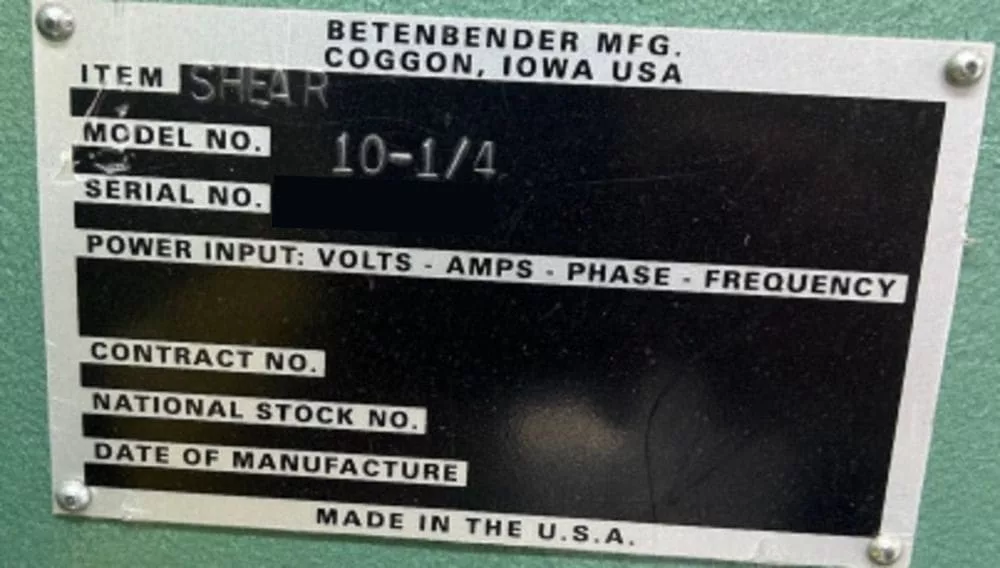 BETENBENDER MFG.
COGGON, IOWA USA
ITEM SHEAR
MODEL NO. 10-1/4
SERIAL NO.
POWER INPUT: VOLTS - AMPS - PHASE - FREQUENCY
CONTRACT NO.
NATIONAL STOCK NO.
DATE OF MANUFACTURE
MADE IN THE U.S.A.